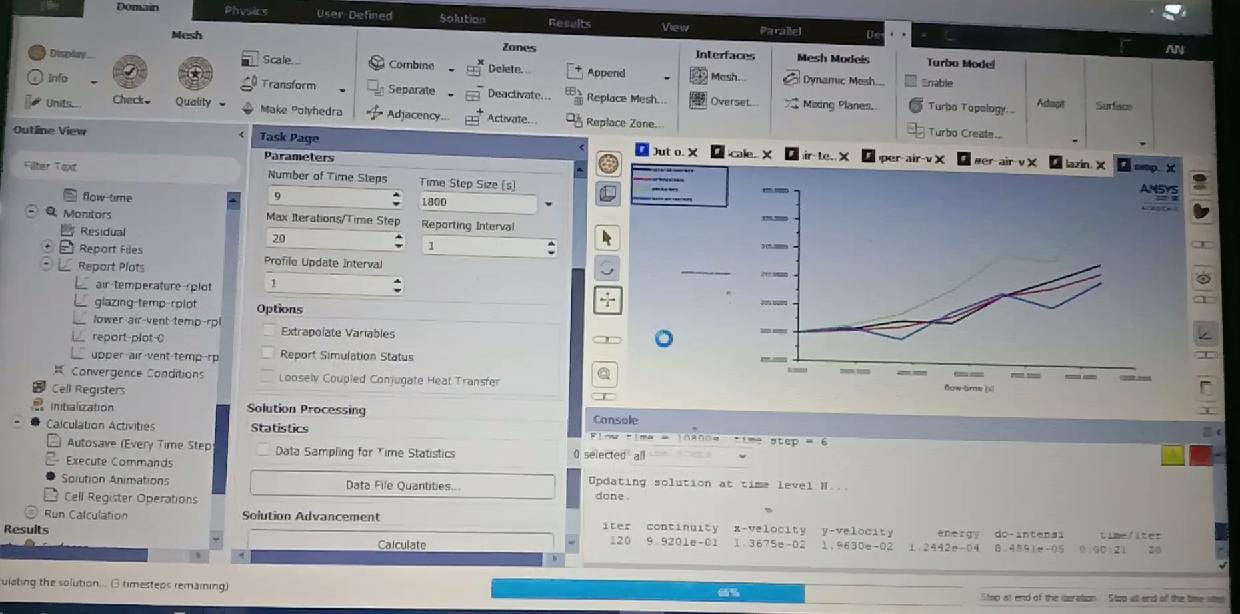 File Domain Physics User-Defined Solution Results View Parallel
Mesh Zones Interfaces Mesh Models Turbo Model
Display... Scale... Combine Delete... Append Mesh... Dynamic Mesh... Enable
Info Transform Separate Deactivate... Replace Mesh... Overset... Mixing Planes... Turbo Topology... Adapt Surface
Units... Check Quality Make Polyhedra Adjacency... Activate... Replace Zone... Turbo Create...
Outline View
Filter Text
flow-time
Monitors
Residual
Report Files
Report Plots
air-temperature-rplot
glazing-temp-rplot
lower-air-vent-temp-rpl
report-plot-0
upper-air-vent-temp-rp
Convergence Conditions
Cell Registers
Initialization
Calculation Activities
Autosave (Every Time Step
Execute Commands
Solution Animations
Cell Register Operations
Run Calculation
Results
Task Page
Parameters
Number of Time Steps Time Step Size [s]
9 1800
Max Iterations/Time Step Reporting Interval
20 1
Profile Update Interval
1
Options
Extrapolate Variables
Report Simulation Status
Loosely Coupled Conjugate Heat Transfer
Solution Processing
Statistics
Data Sampling for Time Statistics
Data File Quantities...
Solution Advancement
Calculate
ANSYS
flow-time [s]
Console
Flow time = 10800s, time step = 6
0 selected all
Updating solution at time level N...
done.
iter continuity x-velocity y-velocity energy do-intensi time/iter
120 9.9201e-01 1.3675e-02 1.9630e-02 1.2442e-04 8.4891e-05 0:00:21 20
ulating the solution... (3 timesteps remaining) 66% Stop at end of the iteration Stop at end of the time step